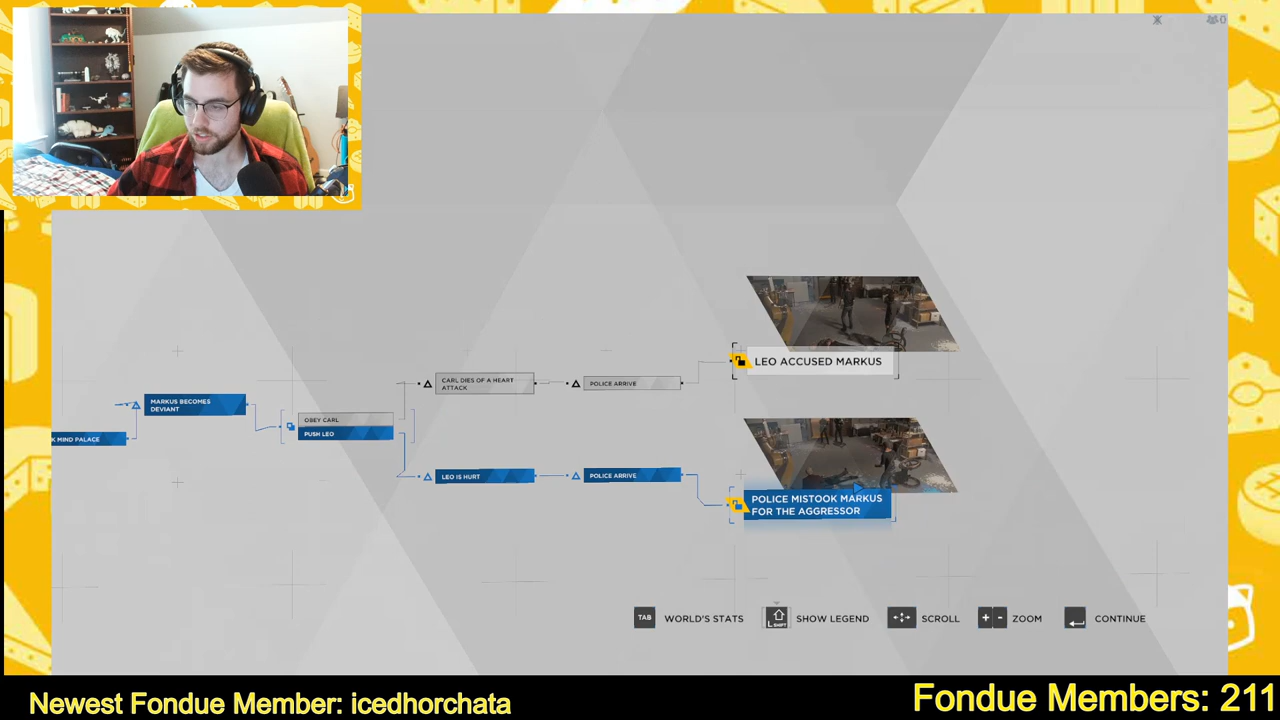 0
LEO ACCUSED MARKUS
CARL DIES OF A HEART
ATTACK
POLICE ARRIVE
MARKUS BECOMES
DEVIANT
OBEY CARL
PUSH LEO
K MIND PALACE
LEO IS HURT
POLICE ARRIVE
POLICE MISTOOK MARKUS
FOR THE AGGRESSOR
TAB WORLD'S STATS L SHIFT SHOW LEGEND SCROLL + - ZOOM CONTINUE
Newest Fondue Member: icedhorchata
Fondue Members: 211